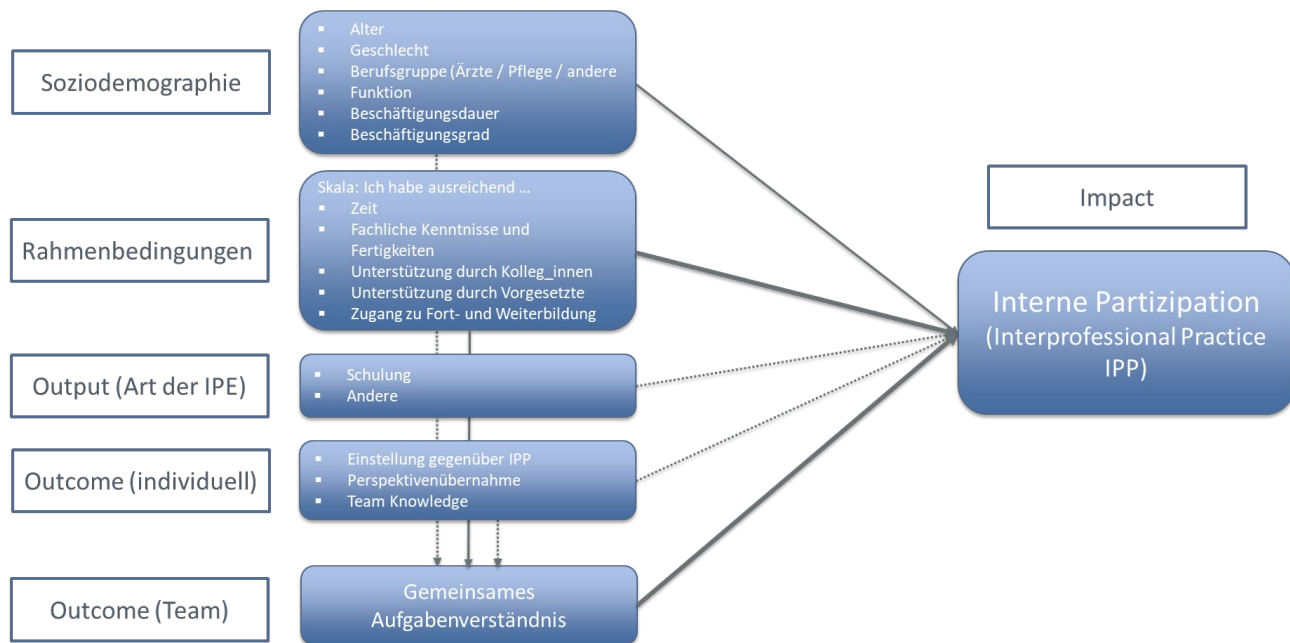 Soziodemographie
▪ Alter
▪ Geschlecht
▪ Berufsgruppe (Ärzte / Pflege / andere
▪ Funktion
▪ Beschäftigungsdauer
▪ Beschäftigungsgrad
Rahmenbedingungen
Skala: Ich habe ausreichend ...
▪ Zeit
▪ Fachliche Kenntnisse und
Fertigkeiten
▪ Unterstützung durch Kolleg_innen
▪ Unterstützung durch Vorgesetzte
▪ Zugang zu Fort- und Weiterbildung
Output (Art der IPE)
▪ Schulung
▪ Andere
Outcome (individuell)
▪ Einstellung gegenüber IPP
▪ Perspektivenübernahme
▪ Team Knowledge
Outcome (Team)
Gemeinsames
Aufgabenverständnis
Impact
Interne Partizipation
(Interprofessional Practice
IPP)